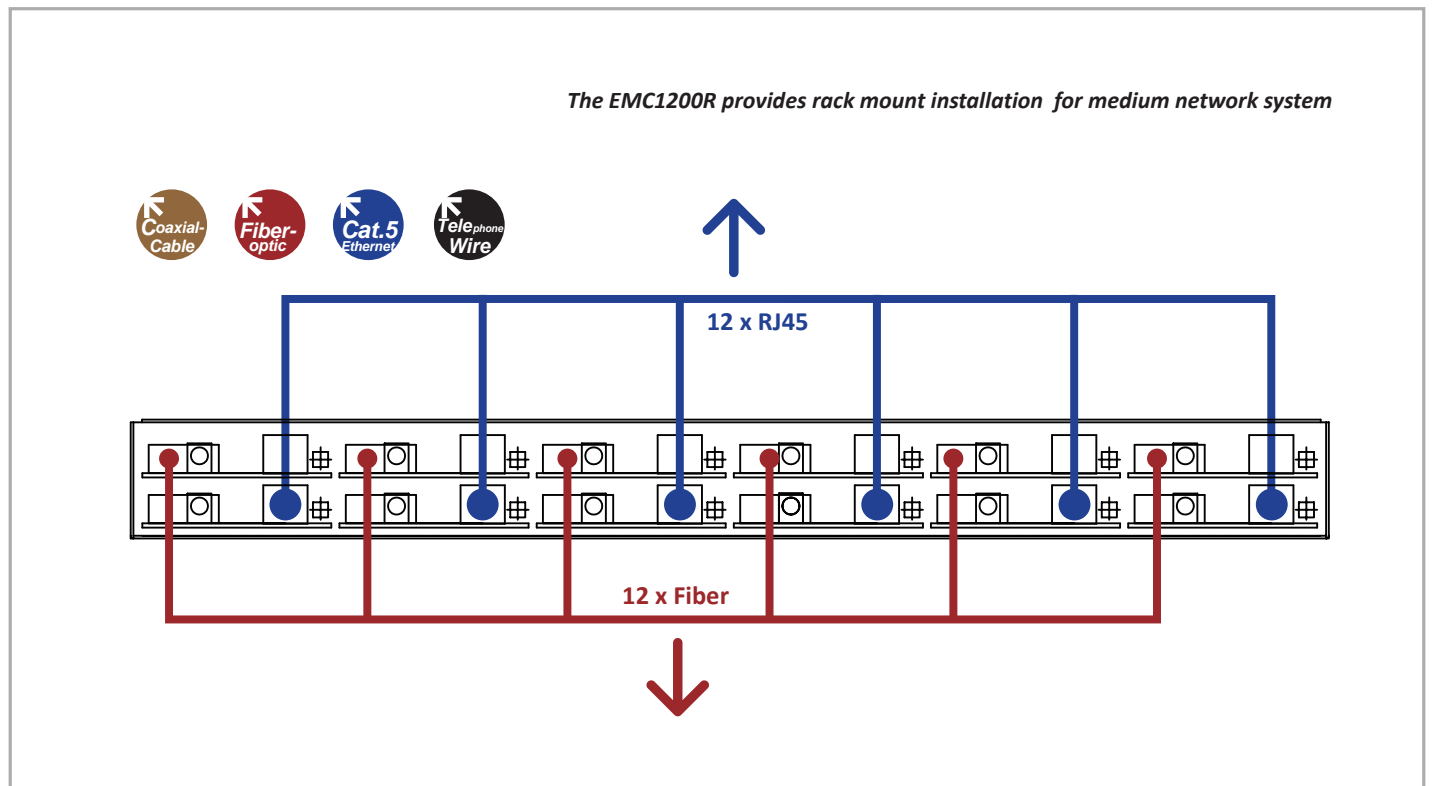 The EMC1200R provides rack mount installation for medium network system
Coaxial-
Cable
Fiber-
optic
Cat.5
Ethernet
Telephone
Wire
12 x RJ45
12 x Fiber